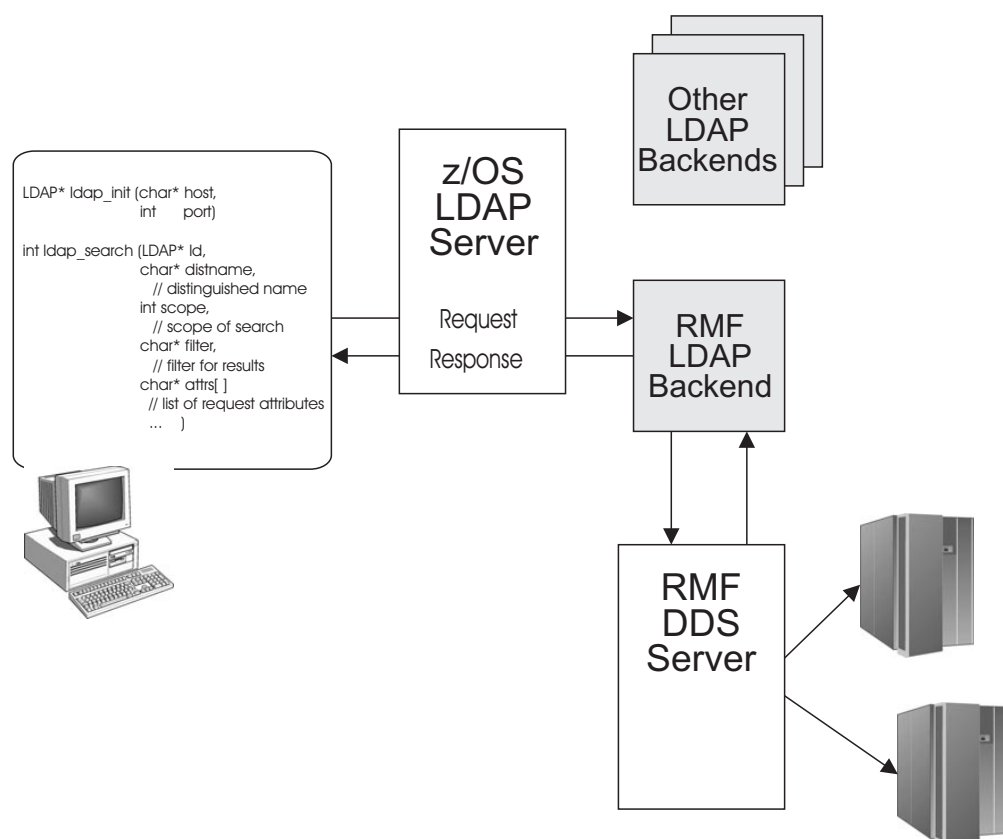 LDAP* ldap_init (char* host,
int port)
int ldap_search (LDAP* ld,
char* distname,
// distinguished name
int scope,
// scope of search
char* filter,
// filter for results
char* attrs[ ]
// list of request attributes
... )
z/OS
LDAP
Server
Request
Response
Other
LDAP
Backends
RMF
LDAP
Backend
RMF
DDS
Server